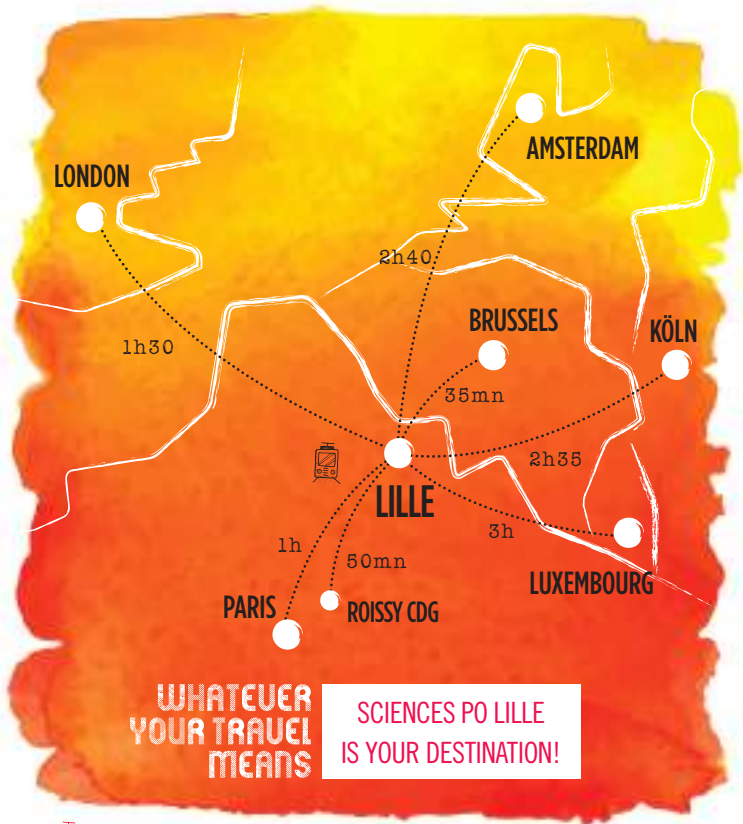 AMSTERDAM
LONDON
2h40
BRUSSELS
KÖLN
1h30
35mn
2h35
LILLE
3h
1h
50mn
LUXEMBOURG
PARIS
ROISSY CDG
WHATEVER
YOUR TRAVEL
MEANS
SCIENCES PO LILLE
IS YOUR DESTINATION!